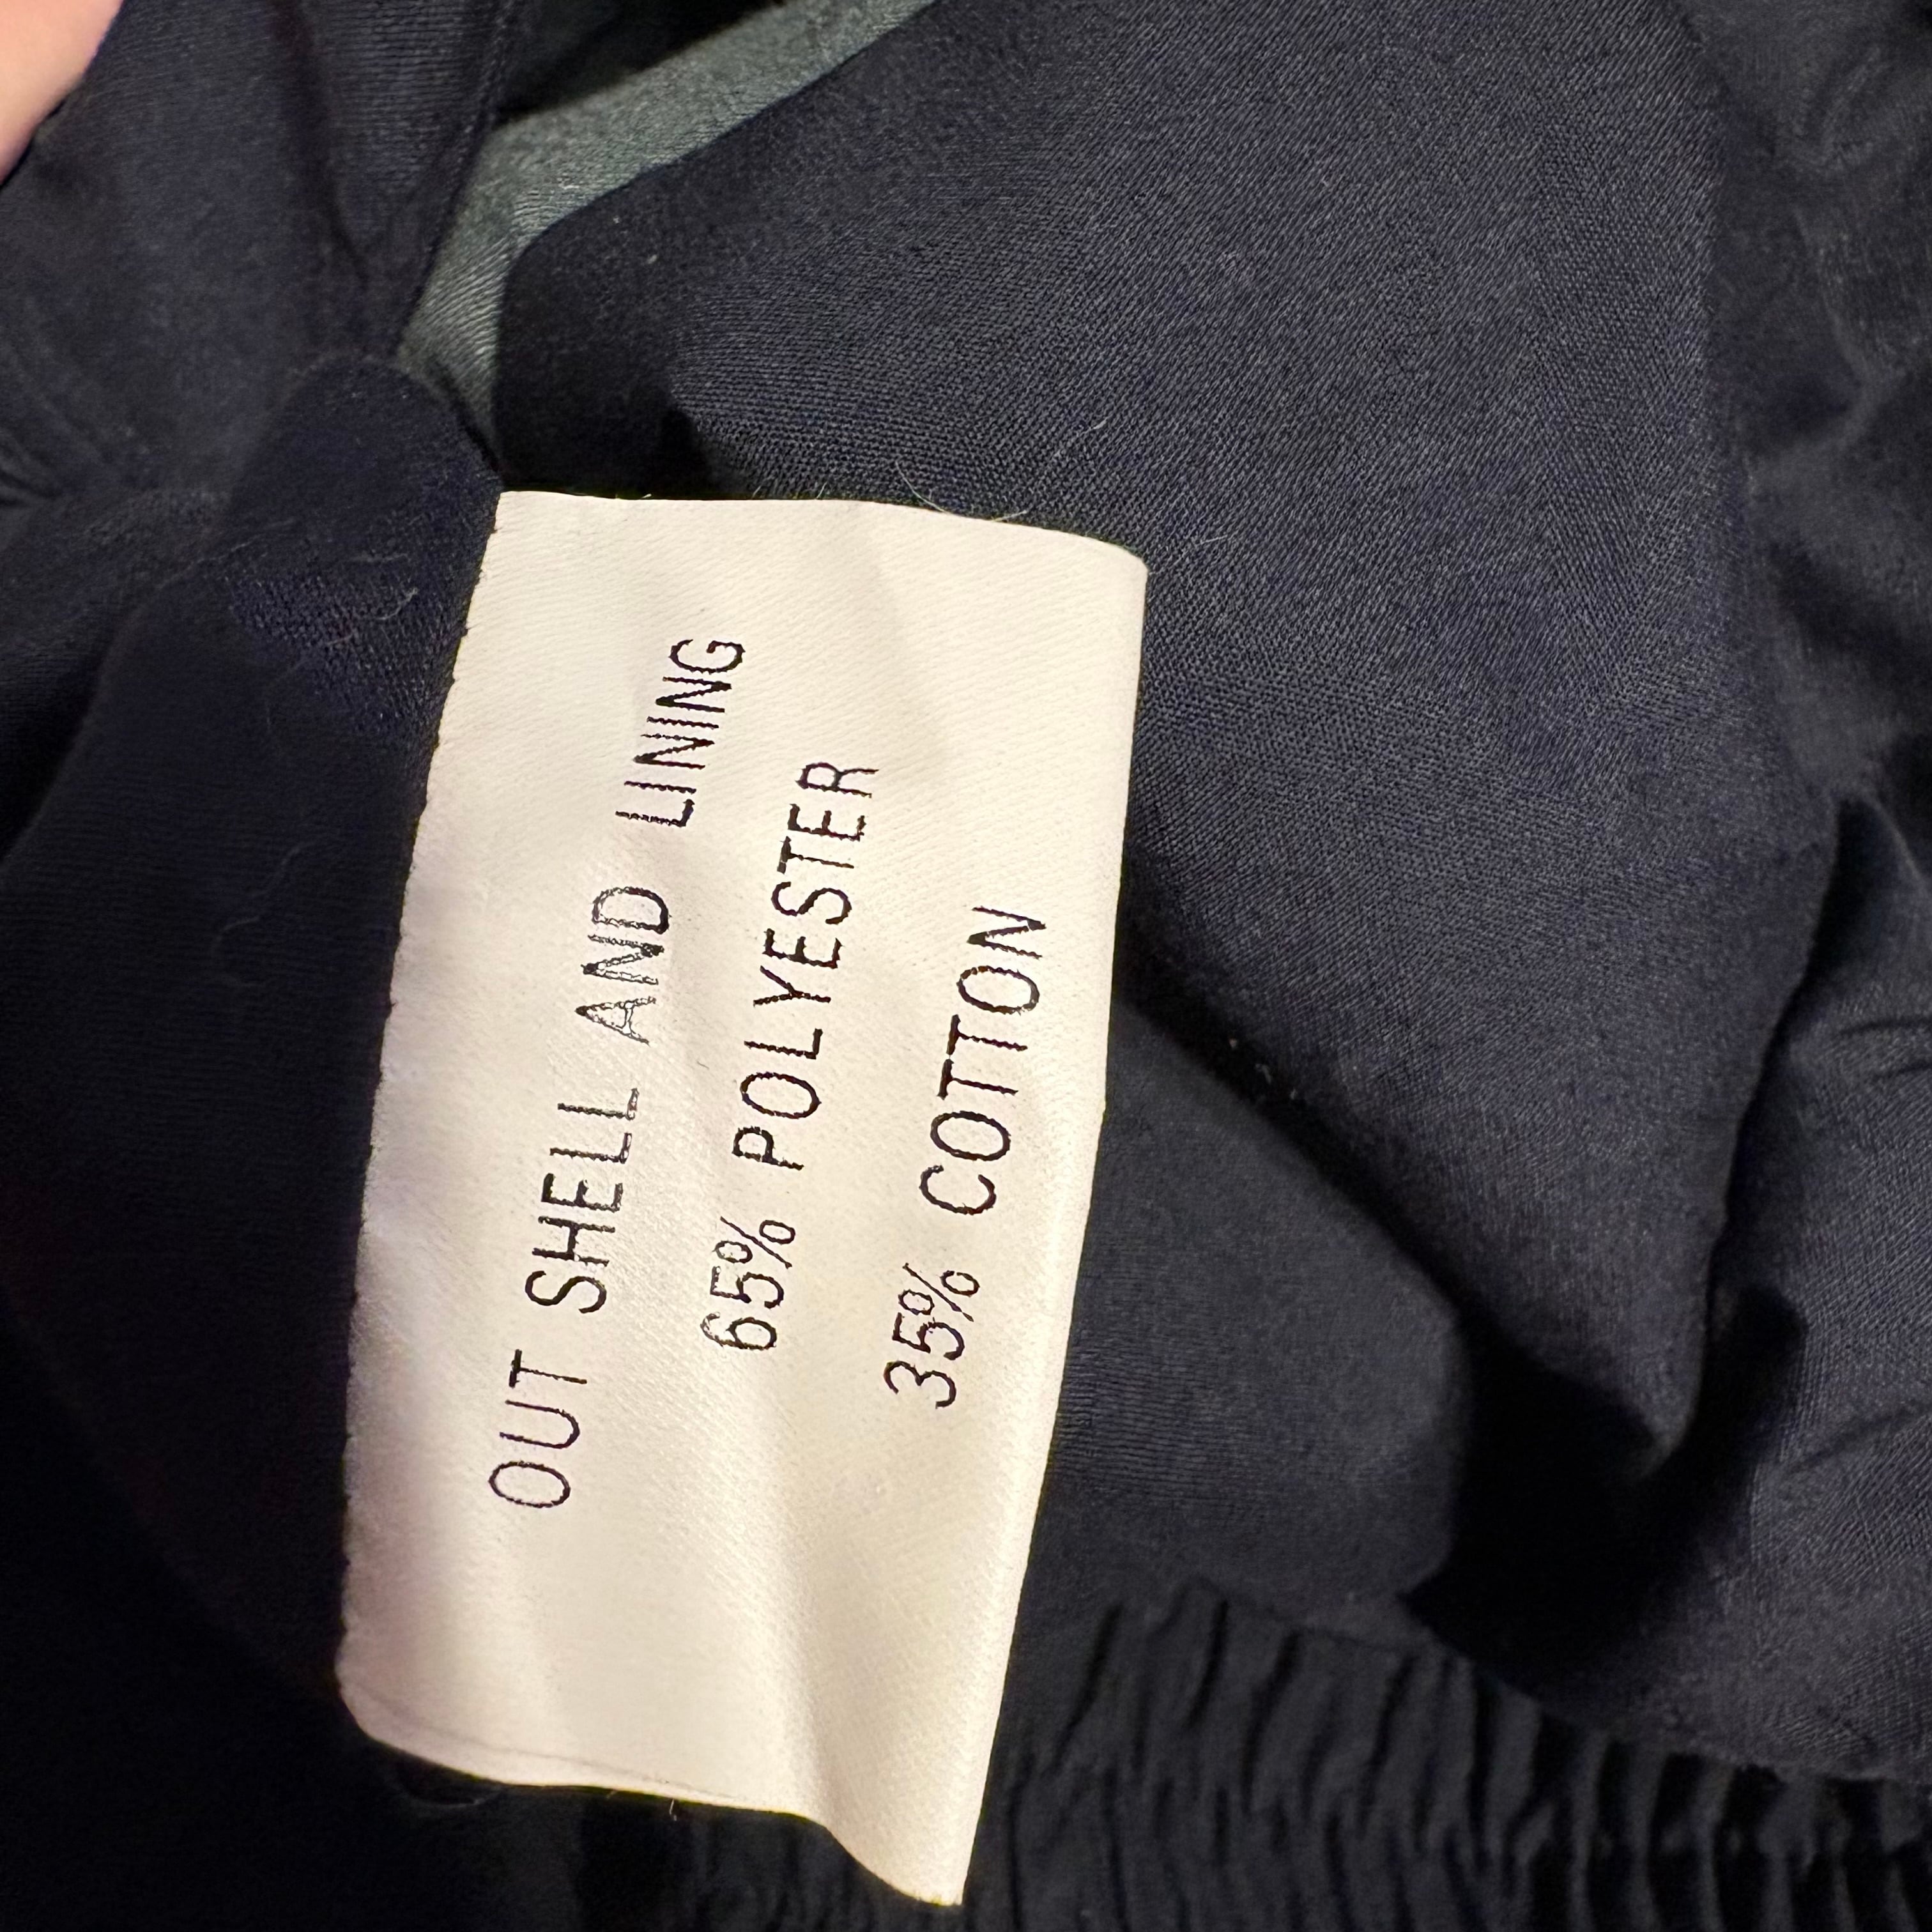 OUT SHELL AND LINING
65% POLYESTER
35% COTTON